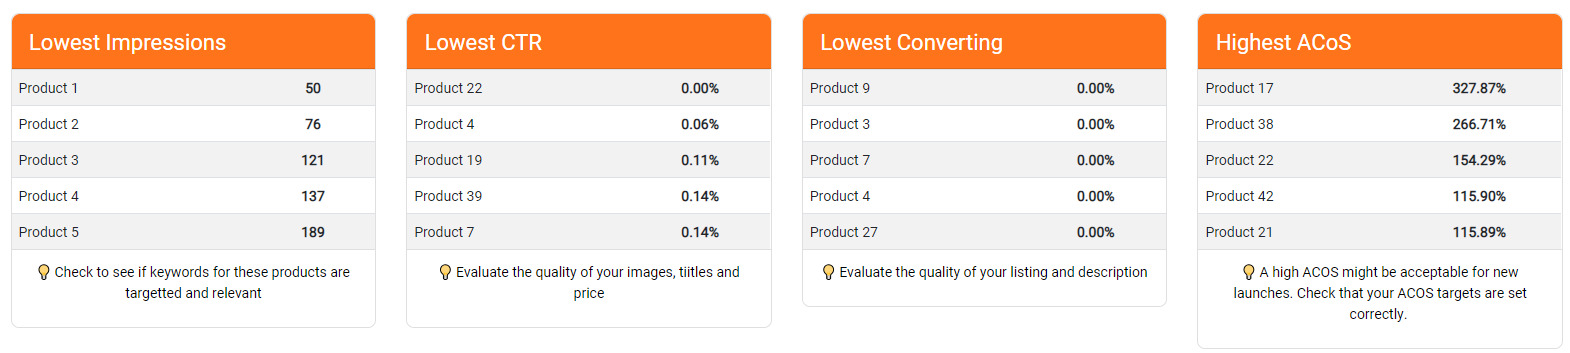 Lowest Impressions
Product 1 50
Product 2 76
Product 3 121
Product 4 137
Product 5 189
Check to see if keywords for these products are
targetted and relevant
Lowest CTR
Product 22 0.00%
Product 4 0.06%
Product 19 0.11%
Product 39 0.14%
Product 7 0.14%
Evaluate the quality of your images, tiitles and
price
Lowest Converting
Product 9 0.00%
Product 3 0.00%
Product 7 0.00%
Product 4 0.00%
Product 27 0.00%
Evaluate the quality of your listing and description
Highest ACoS
Product 17 327.87%
Product 38 266.71%
Product 22 154.29%
Product 42 115.90%
Product 21 115.89%
A high ACOS might be acceptable for new
launches. Check that your ACOS targets are set
correctly.